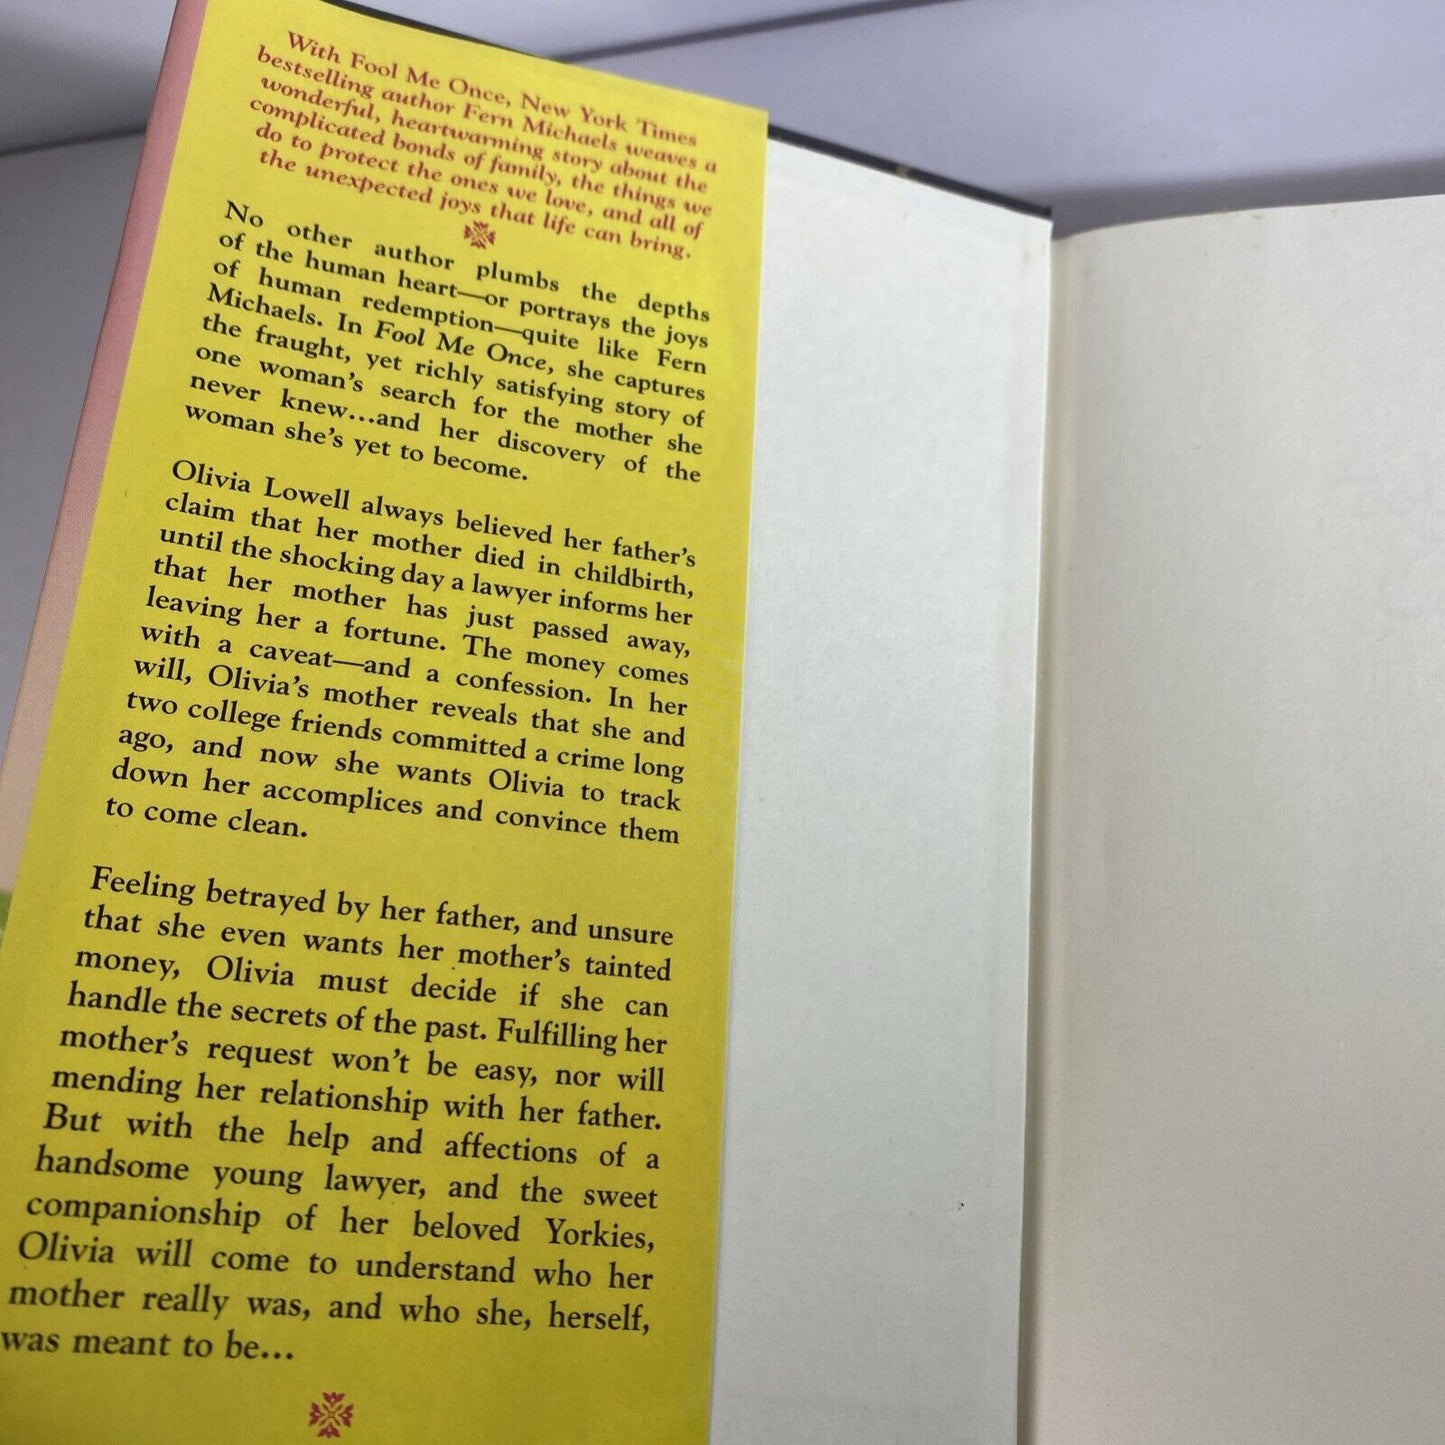 With Fool Me Once, New York Times
bestselling author Fern Michaels weaves a
wonderful, heartwarming story about the
complicated bonds of family, the things we
do to protect the ones we love, and all of
the unexpected joys that life can bring.
No other author plumbs the depths
of the human heart—or portrays the joys
of human redemption—quite like Fern
Michaels. In Fool Me Once, she captures
the fraught, yet richly satisfying story of
one woman's search for the mother she
never knew...and her discovery of the
woman she's yet to become.
Olivia Lowell always believed her father's
claim that her mother died in childbirth,
until the shocking day a lawyer informs her
that her mother has just passed away,
leaving her a fortune. The money comes
with a caveat—and a confession. In her
will, Olivia's mother reveals that she and
two college friends committed a crime long
ago, and now she wants Olivia to track
down her accomplices and convince them
to come clean.
Feeling betrayed by her father, and unsure
that she even wants her mother's tainted
money, Olivia must decide if she can
handle the secrets of the past. Fulfilling her
mother's request won't be easy, nor will
mending her relationship with her father.
But with the help and affections of a
handsome young lawyer, and the sweet
companionship of her beloved Yorkies,
Olivia will come to understand who her
mother really was, and who she, herself,
was meant to be...